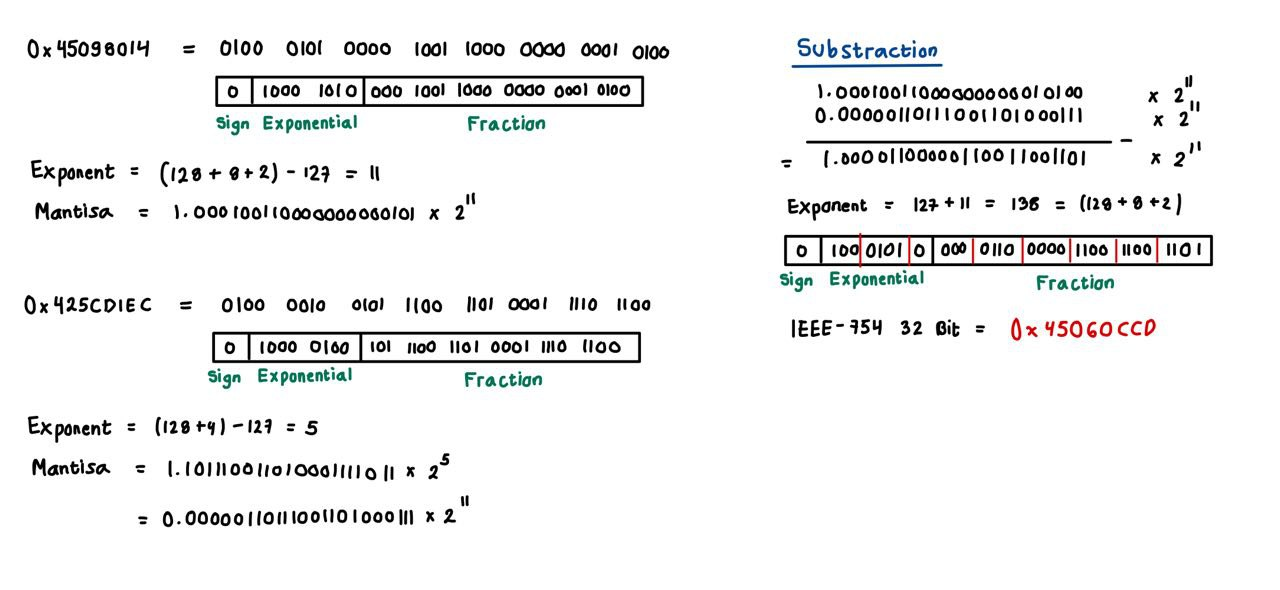 0x45098014 = 0100 0101 0000 1001 1000 0000 0001 0100
0 1000 1010 000 1001 1000 0000 0001 0100
Sign Exponential Fraction
Exponent = (128 + 8 + 2) - 127 = 11
Mantisa = 1.000100110000000000010 1 x 2^11
0x425CD1EC = 0100 0010 0101 1100 1101 0001 1110 1100
0 1000 0100 101 1100 1101 0001 1110 1100
Sign Exponential Fraction
Exponent = (128 + 4) - 127 = 5
Mantisa = 1.101110011010001111011 x 2^5
= 0.00000110111001101000111 x 2^11
Substraction
1.00010011000000000010100 x 2^11
0.00000110111001101000111 x 2^11
-
= 1.00001100000110011001101 x 2^11
Exponent = 127 + 11 = 138 = (128 + 8 + 2)
0 100 0101 0 000 0110 0000 1100 1100 1101
Sign Exponential Fraction
IEEE-754 32 Bit = 0x45060CCD